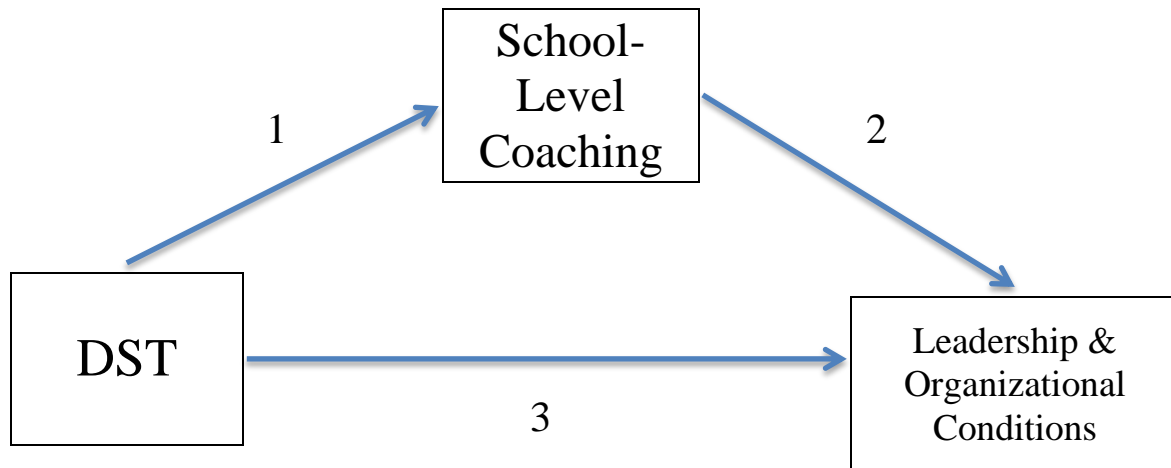 School-
Level
Coaching
1
2
DST
Leadership &
Organizational
Conditions
3